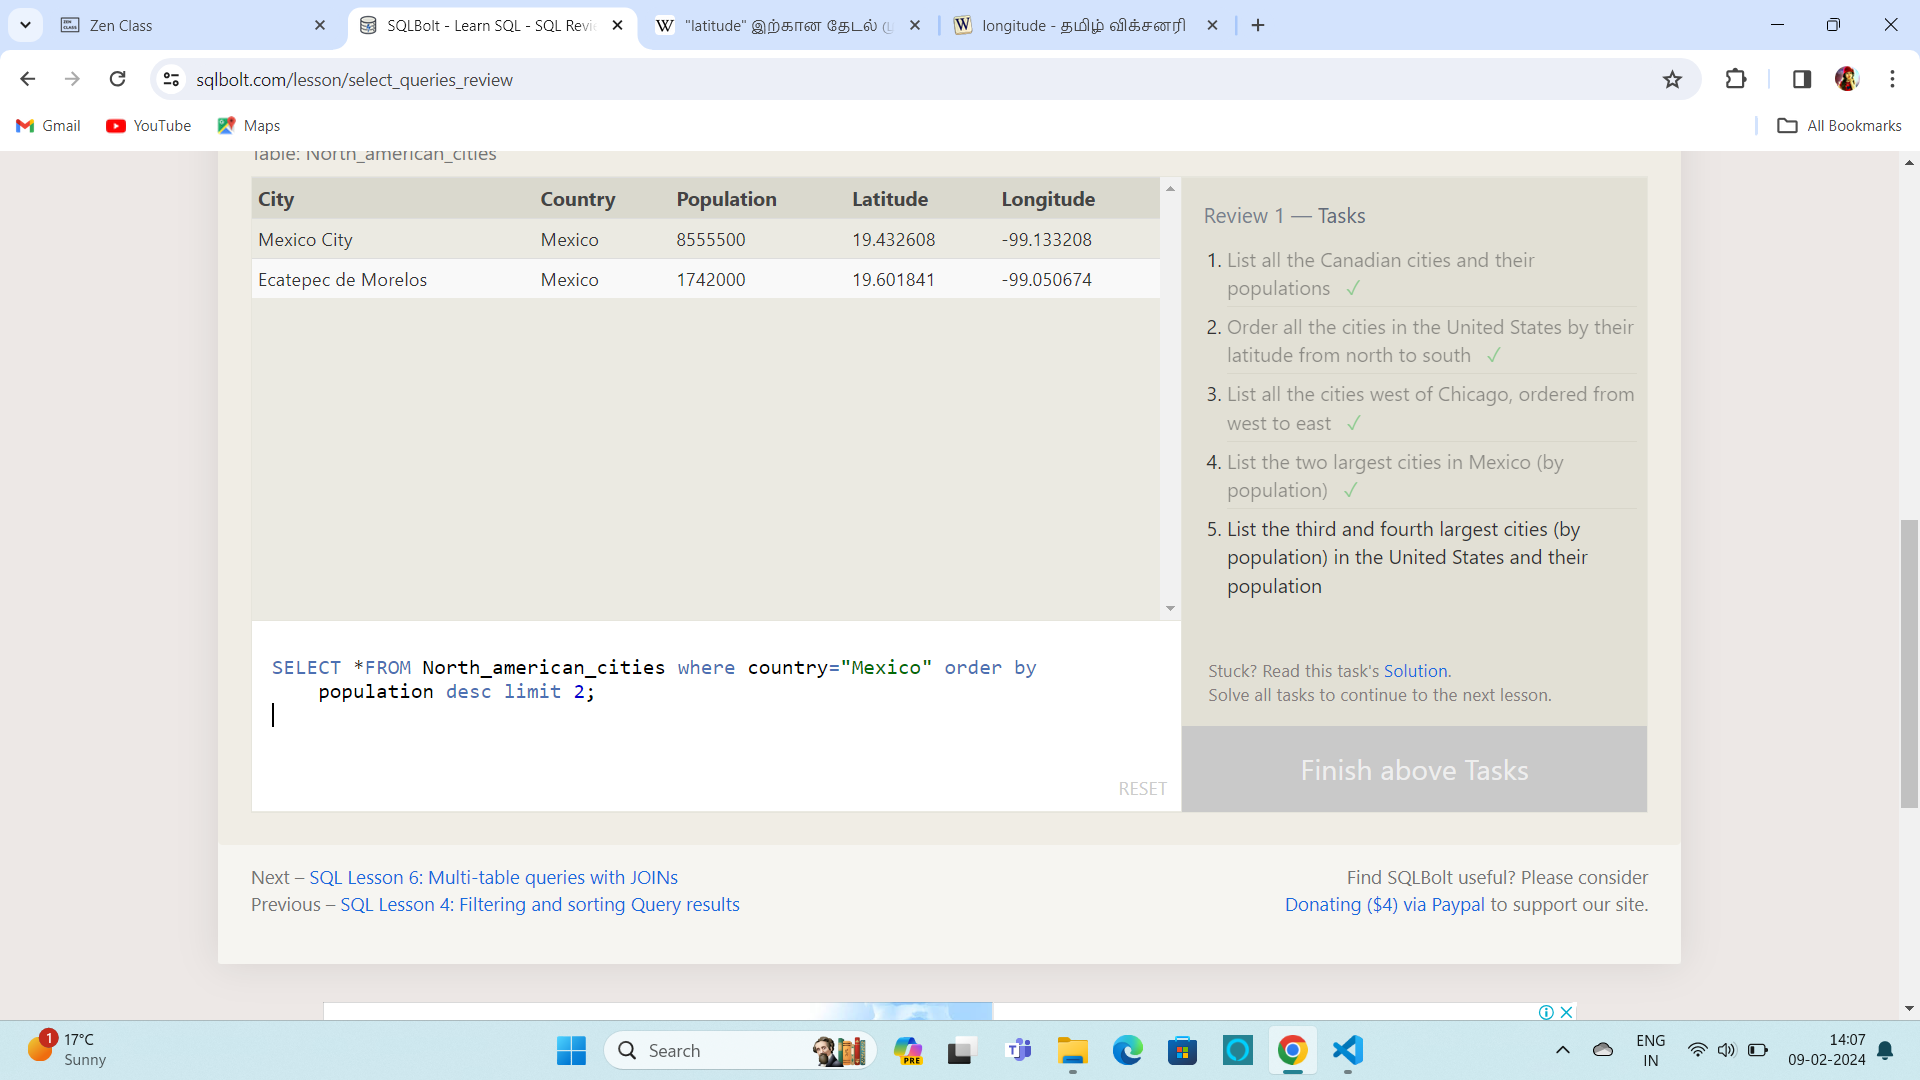 Zen Class
SQLBolt - Learn SQL - SQL Revie
"latitude" இற்கான தேடல் மு
longitude - தமிழ் விக்சனரி
sqlbolt.com/lesson/select_queries_review
Gmail
YouTube
Maps
All Bookmarks
Table: North_american_cities
City Country Population Latitude Longitude
Mexico City Mexico 8555500 19.432608 -99.133208
Ecatepec de Morelos Mexico 1742000 19.601841 -99.050674
Review 1 — Tasks
1. List all the Canadian cities and their
populations ✓
2. Order all the cities in the United States by their
latitude from north to south ✓
3. List all the cities west of Chicago, ordered from
west to east ✓
4. List the two largest cities in Mexico (by
population) ✓
5. List the third and fourth largest cities (by
population) in the United States and their
population
Stuck? Read this task's Solution.
Solve all tasks to continue to the next lesson.
Finish above Tasks
SELECT *FROM North_american_cities where country="Mexico" order by
population desc limit 2;
RESET
Next – SQL Lesson 6: Multi-table queries with JOINs
Previous – SQL Lesson 4: Filtering and sorting Query results
Find SQLBolt useful? Please consider
Donating ($4) via Paypal to support our site.
1
17°C
Sunny
Search
PRE
ENG
IN
14:07
09-02-2024